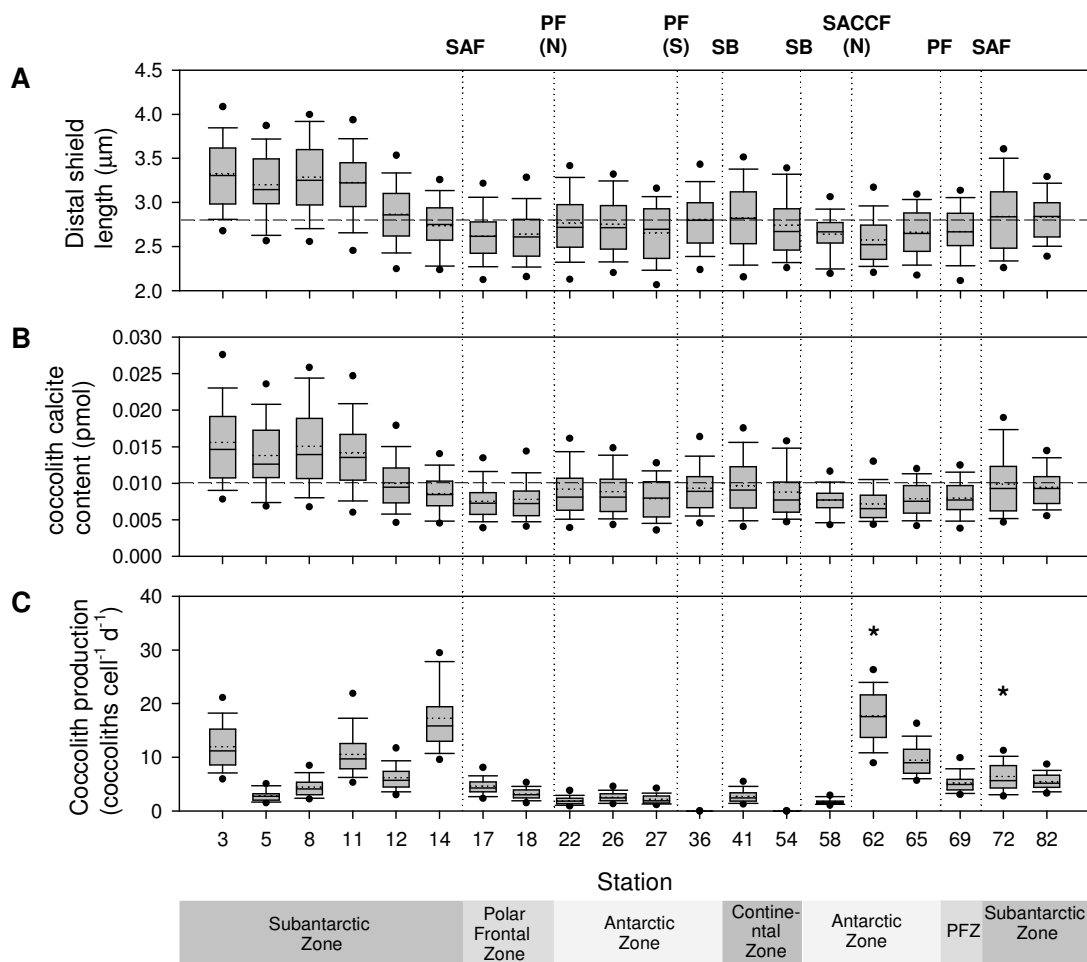 PF PF SACCF
SAF (N) (S) SB SB (N) PF SAF
A
Distal shield
length (μm)
4.5
4.0
3.5
3.0
2.5
2.0
B
coccolith calcite
content (pmol)
0.030
0.025
0.020
0.015
0.010
0.005
0.000
C
Coccolith production
(coccoliths cell⁻¹ d⁻¹)
40
30
20
10
0
* *
3 5 8 11 12 14 17 18 22 26 27 36 41 54 58 62 65 69 72 82
Station
Subantarctic
Zone
Polar
Frontal
Zone
Antarctic
Zone
Contine-
ntal
Zone
Antarctic
Zone
PFZ
Subantarctic
Zone